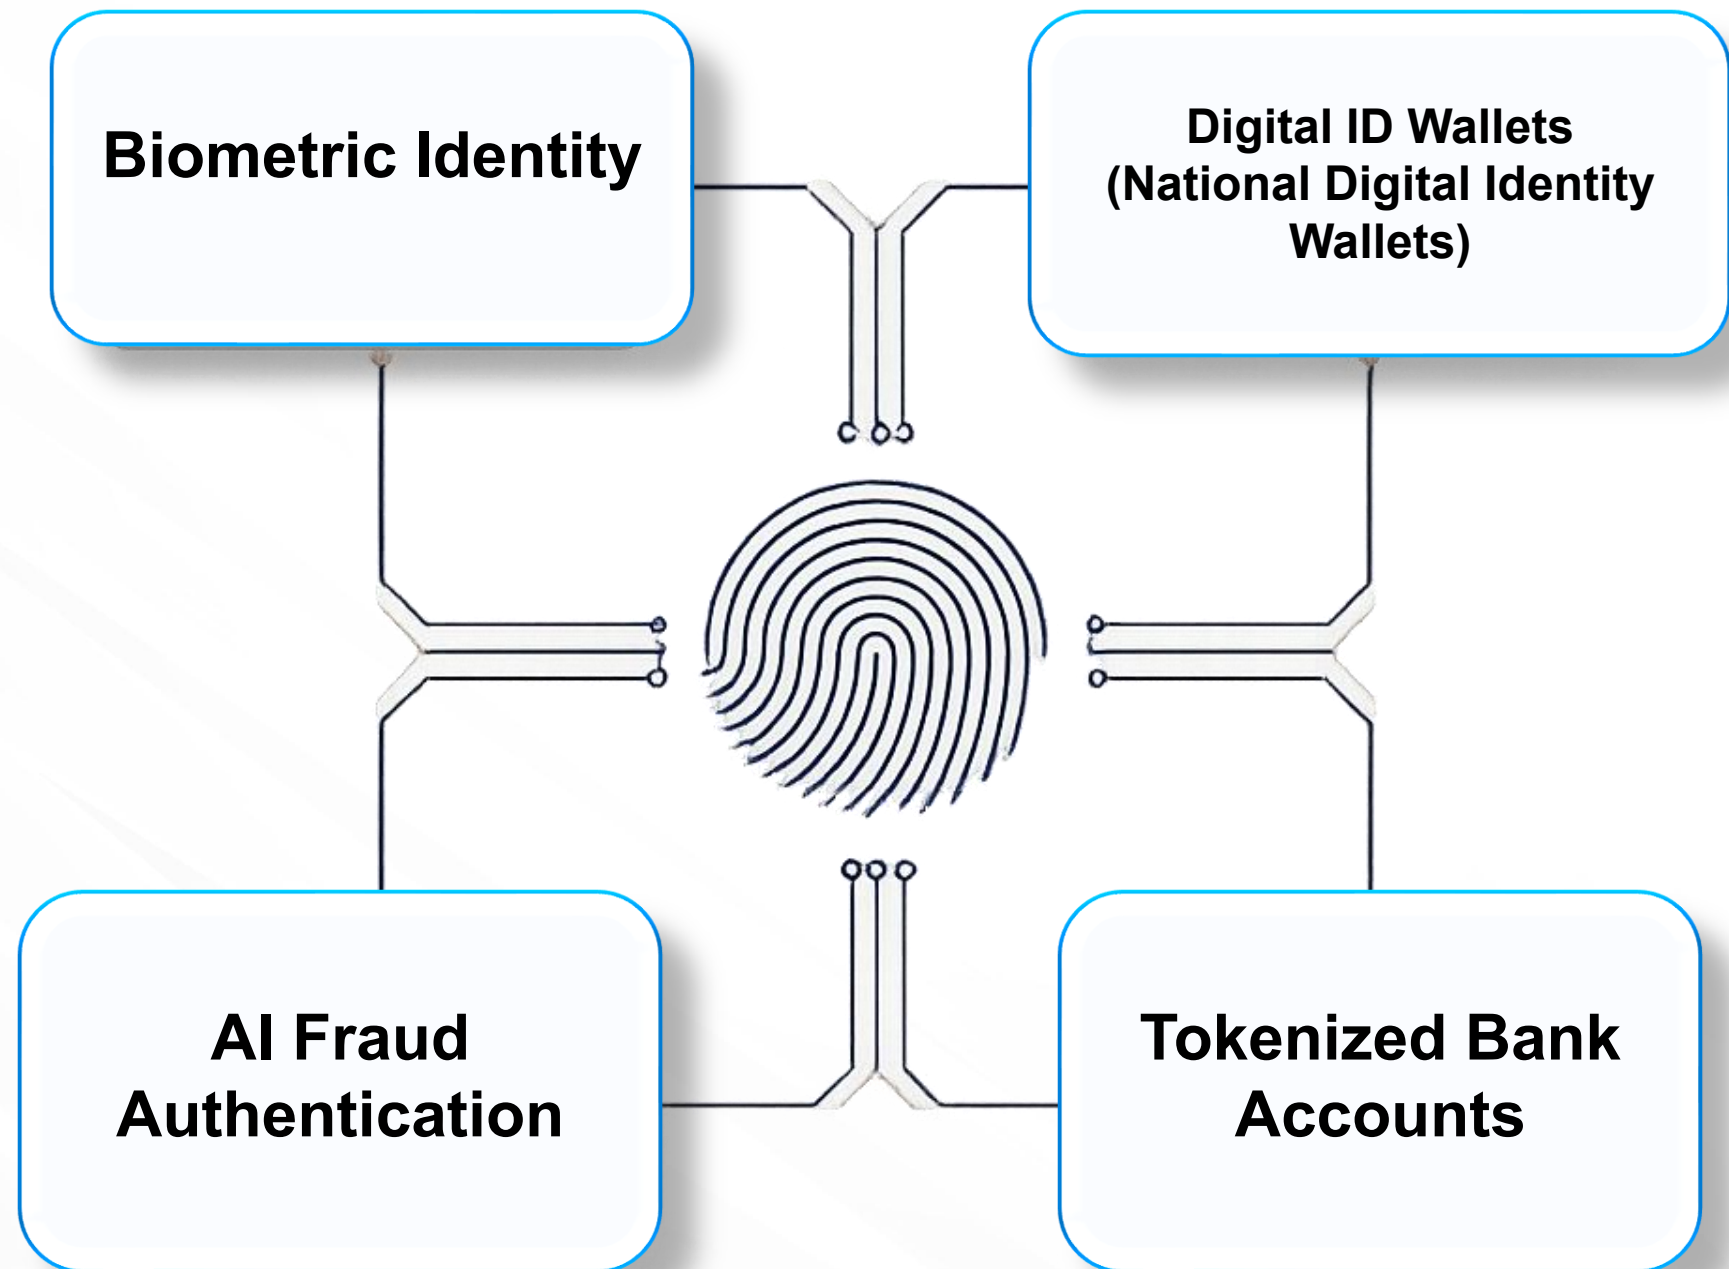 Biometric Identity
Digital ID Wallets
(National Digital Identity
Wallets)
AI Fraud
Authentication
Tokenized Bank
Accounts